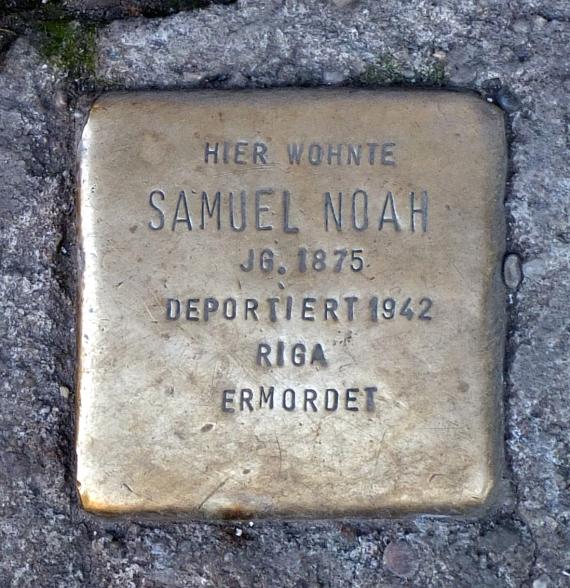 HIER WOHNTE
SAMUEL NOAH
JG. 1875
DEPORTIERT 1942
RIGA
ERMORDET